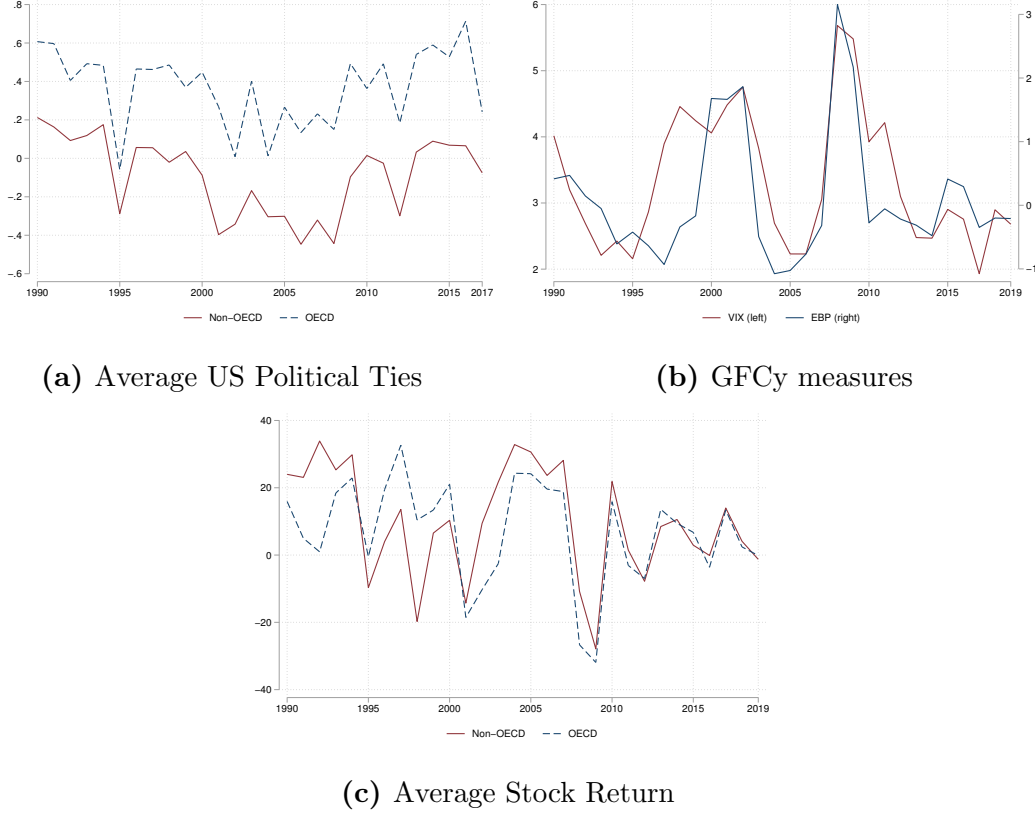 .8
.6
.4
.2
0
−.2
−.4
−.6
1990 1995 2000 2005 2010 2015 2017
Non−OECD OECD
6
5
4
3
2
3
2
1
0
−1
1990 1995 2000 2005 2010 2015 2019
VIX (left) EBP (right)
(a) Average US Political Ties
(b) GFCy measures
40
20
0
−20
−40
1990 1995 2000 2005 2010 2015 2019
Non−OECD OECD
(c) Average Stock Return